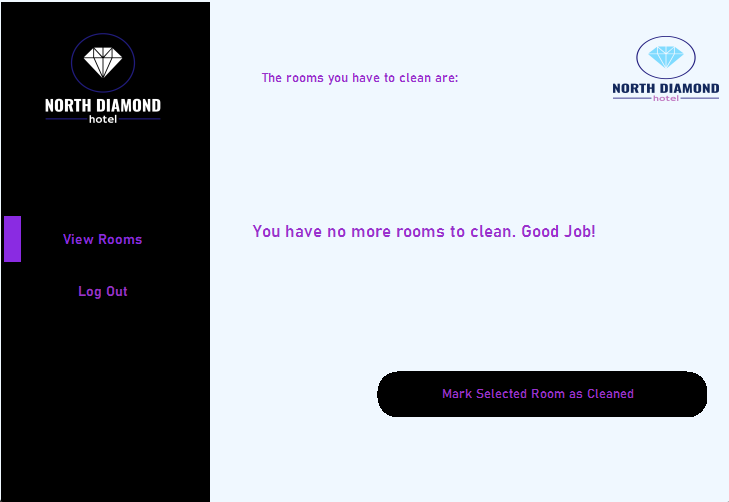 NORTH DIAMOND
hotel
View Rooms
Log Out
The rooms you have to clean are:
NORTH DIAMOND
hotel
You have no more rooms to clean. Good Job!
Mark Selected Room as Cleaned